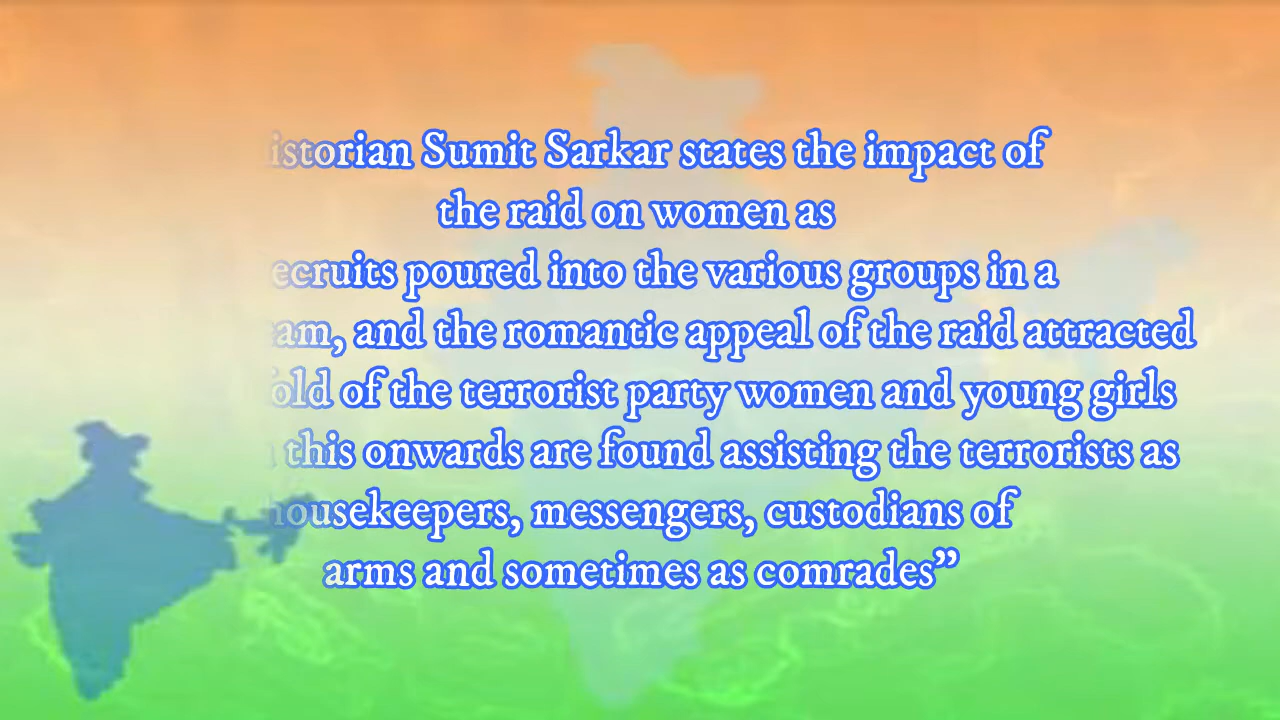 istorian Sumit Sarkar states the impact of
the raid on women as
ecruits poured into the various groups in a
am, and the romantic appeal of the raid attracted
old of the terrorist party women and young girls
this onwards are found assisting the terrorists as
housekeepers, messengers, custodians of
arms and sometimes as comrades”